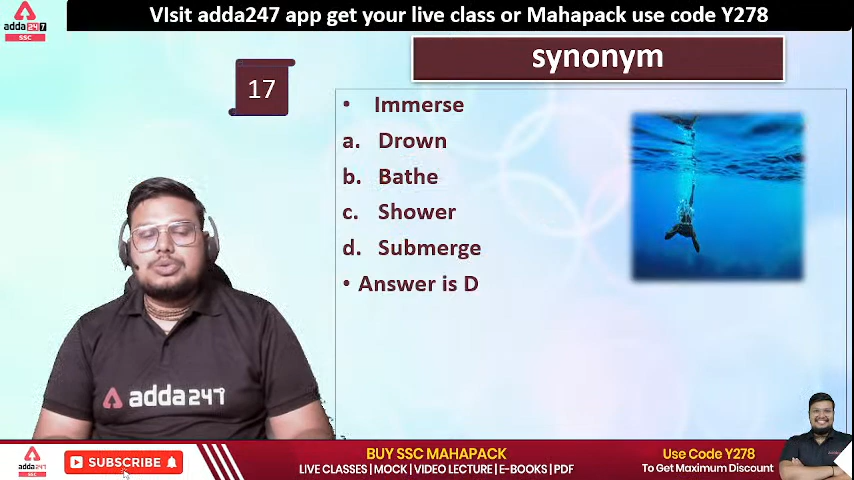 VIsit adda247 app get your live class or Mahapack use code Y278
adda247
SSC
synonym
17
• Immerse
a. Drown
b. Bathe
c. Shower
d. Submerge
• Answer is D
adda247
adda247
SSC
SUBSCRIBE
BUY SSC MAHAPACK
LIVE CLASSES | MOCK | VIDEO LECTURE | E-BOOKS | PDF
Use Code Y278
To Get Maximum Discount